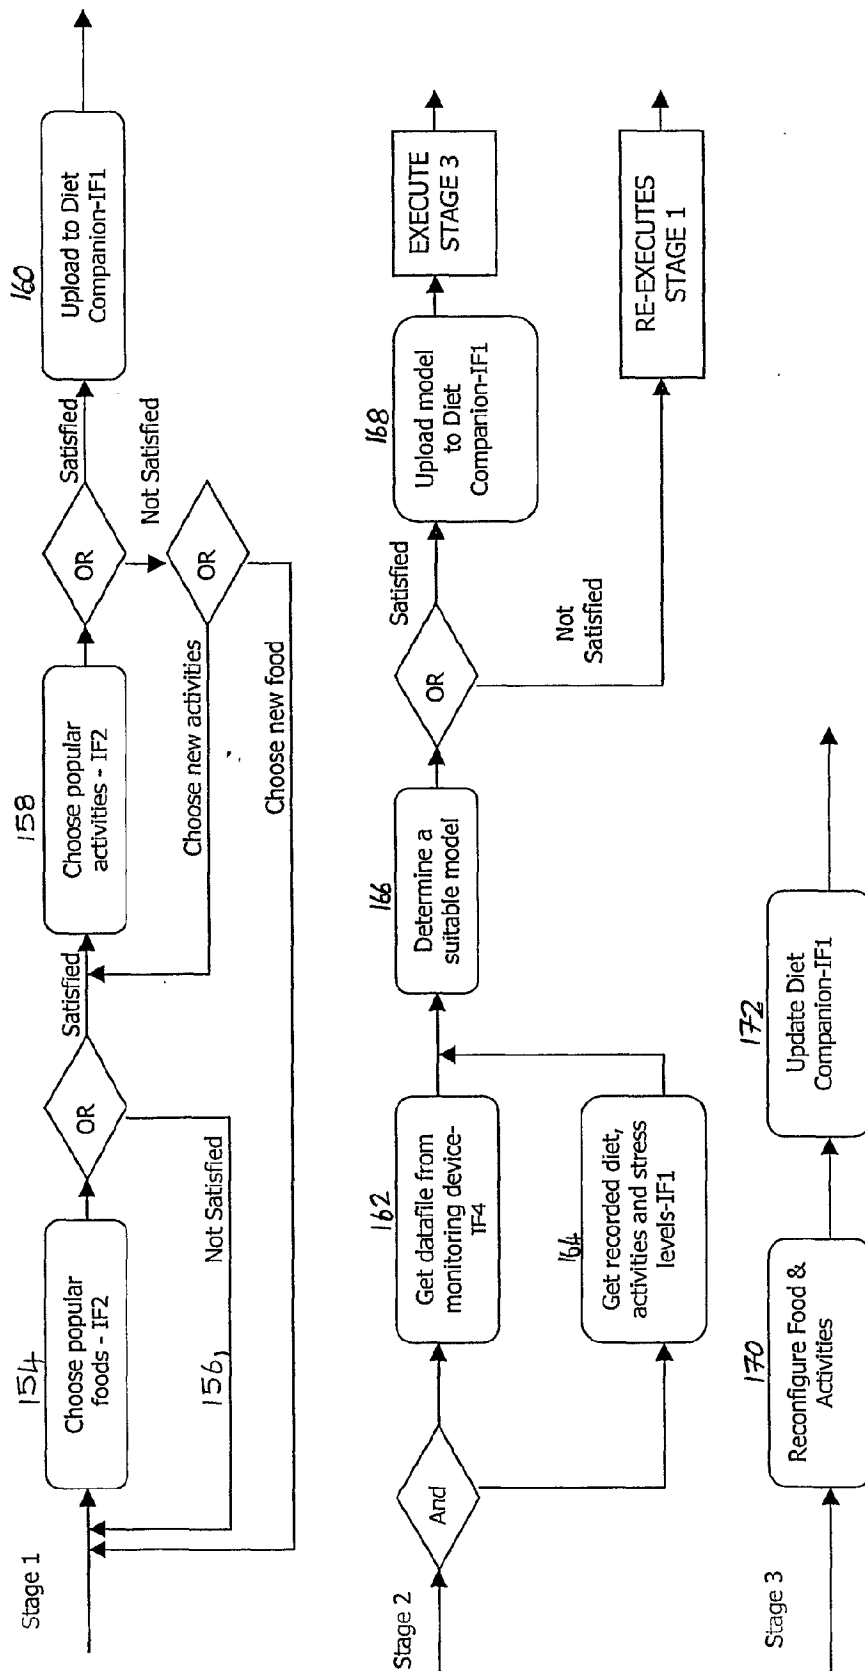 Stage 1
154
Choose popular
foods - IF2
156
Not Satisfied
OR
Satisfied
158
Choose popular
activities - IF2
Choose new activities
Choose new food
OR
Satisfied
Not Satisfied
OR
160
Upload to Diet
Companion-IF1
Stage 2
And
162
Get datafile from
monitoring device-
IF4
164
Get recorded diet,
activities and stress
levels-IF1
166
Determine a
suitable model
OR
Satisfied
Not
Satisfied
168
Upload model
to Diet
Companion-IF1
EXECUTE
STAGE 3
RE-EXECUTES
STAGE 1
Stage 3
170
Reconfigure Food &
Activities
172
Update Diet
Companion-IF1